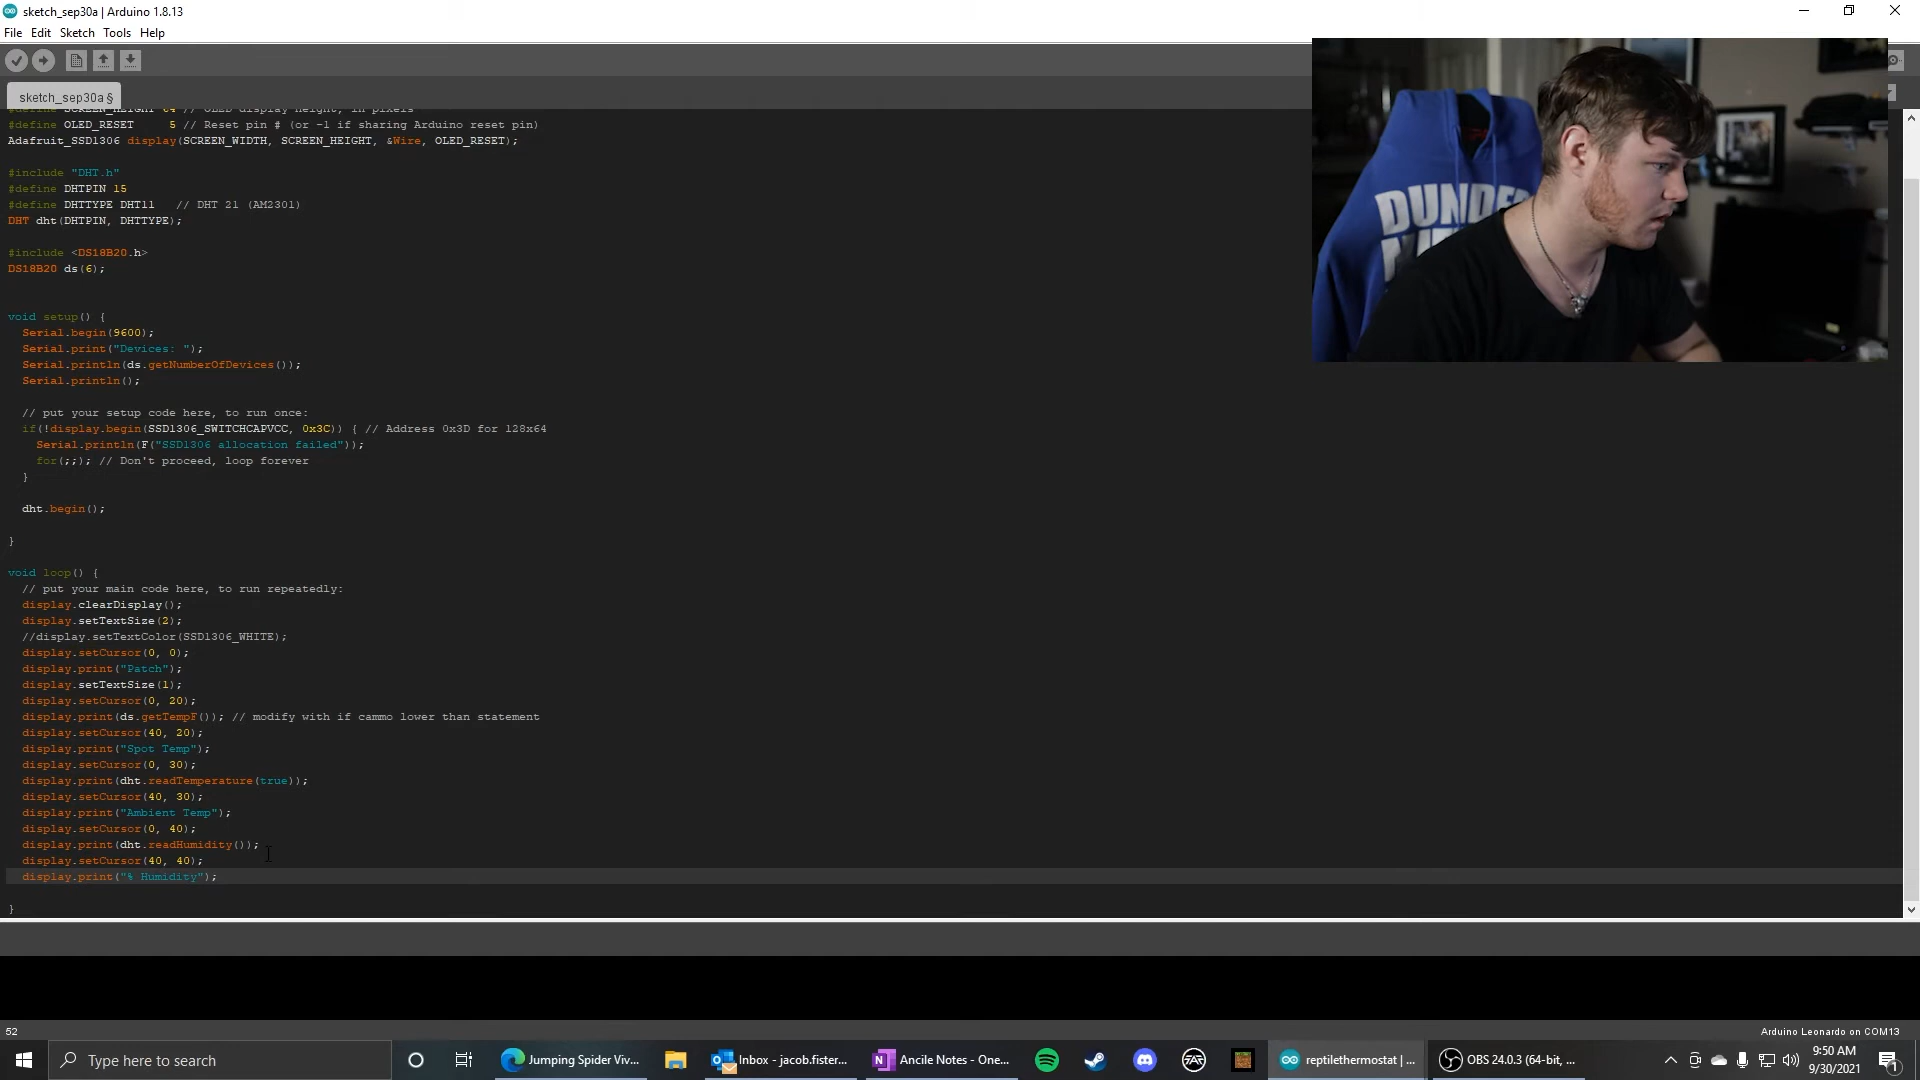 sketch_sep30a | Arduino 1.8.13
File Edit Sketch Tools Help
sketch_sep30a §
#define SCREEN_HEIGHT 64 // OLED display height, in pixels
#define OLED_RESET     5 // Reset pin # (or -1 if sharing Arduino reset pin)
Adafruit_SSD1306 display(SCREEN_WIDTH, SCREEN_HEIGHT, &Wire, OLED_RESET);
#include "DHT.h"
#define DHTPIN 15
#define DHTTYPE DHT11   // DHT 21 (AM2301)
DHT dht(DHTPIN, DHTTYPE);
#include <DS18B20.h>
DS18B20 ds(6);
void setup() {
Serial.begin(9600);
Serial.print("Devices: ");
Serial.println(ds.getNumberOfDevices());
Serial.println();
// put your setup code here, to run once:
if(!display.begin(SSD1306_SWITCHCAPVCC, 0x3C)) { // Address 0x3D for 128x64
Serial.println(F("SSD1306 allocation failed"));
for(;;); // Don't proceed, loop forever
}
dht.begin();
}
void loop() {
// put your main code here, to run repeatedly:
display.clearDisplay();
display.setTextSize(2);
//display.setTextColor(SSD1306_WHITE);
display.setCursor(0, 0);
display.print("Patch");
display.setTextSize(1);
display.setCursor(0, 20);
display.print(ds.getTempF()); // modify with if cammo lower than statement
display.setCursor(40, 20);
display.print("Spot Temp");
display.setCursor(0, 30);
display.print(dht.readTemperature(true));
display.setCursor(40, 30);
display.print("Ambient Temp");
display.setCursor(0, 40);
display.print(dht.readHumidity());
display.setCursor(40, 40);
display.print("% Humidity");
}
DUNDER
52
Arduino Leonardo on COM13
Type here to search
Jumping Spider Viv...
Inbox - jacob.fister...
Ancile Notes - One...
reptilethermostat | ...
OBS 24.0.3 (64-bit, ...
9:50 AM
9/30/2021
1